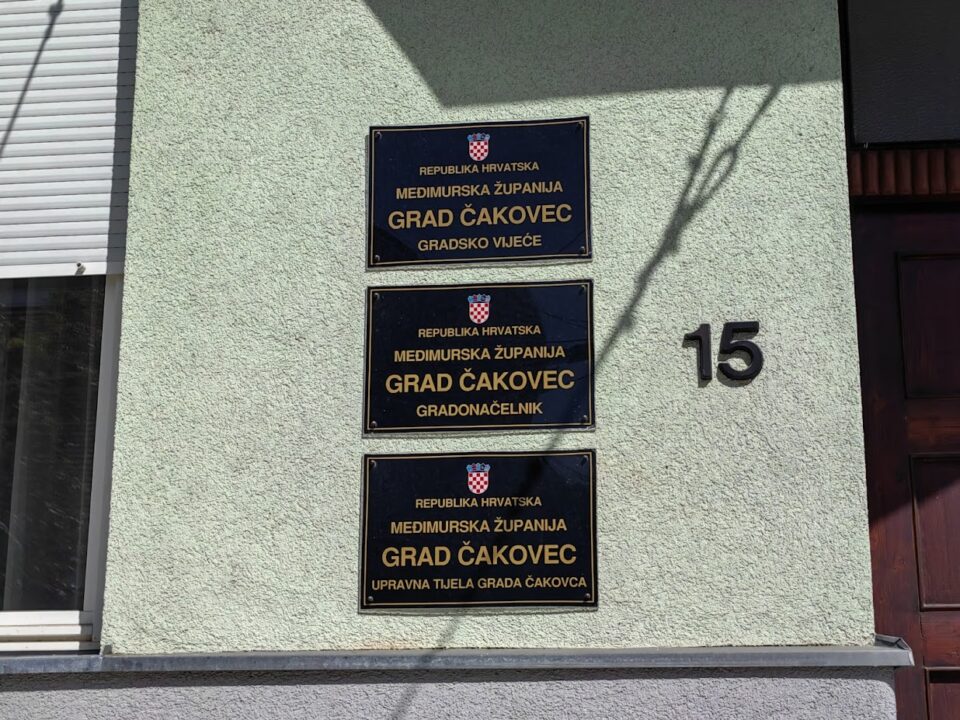 REPUBLIKA HRVATSKA
MEĐIMURSKA ŽUPANIJA
GRAD ČAKOVEC
GRADSKO VIJEĆE
REPUBLIKA HRVATSKA
MEĐIMURSKA ŽUPANIJA
GRAD ČAKOVEC
GRADONAČELNIK
15
REPUBLIKA HRVATSKA
MEĐIMURSKA ŽUPANIJA
GRAD ČAKOVEC
UPRAVNA TIJELA GRADA ČAKOVCA